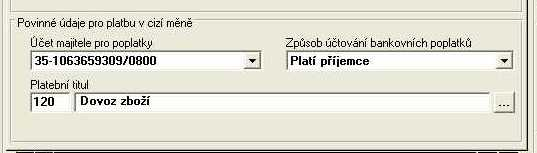 Povinné údaje pro platbu v cizí měně
Účet majitele pro poplatky Způsob účtování bankovních poplatků
35-1063659309/0800 Platí příjemce
Platební titul
120 Dovoz zboží ...